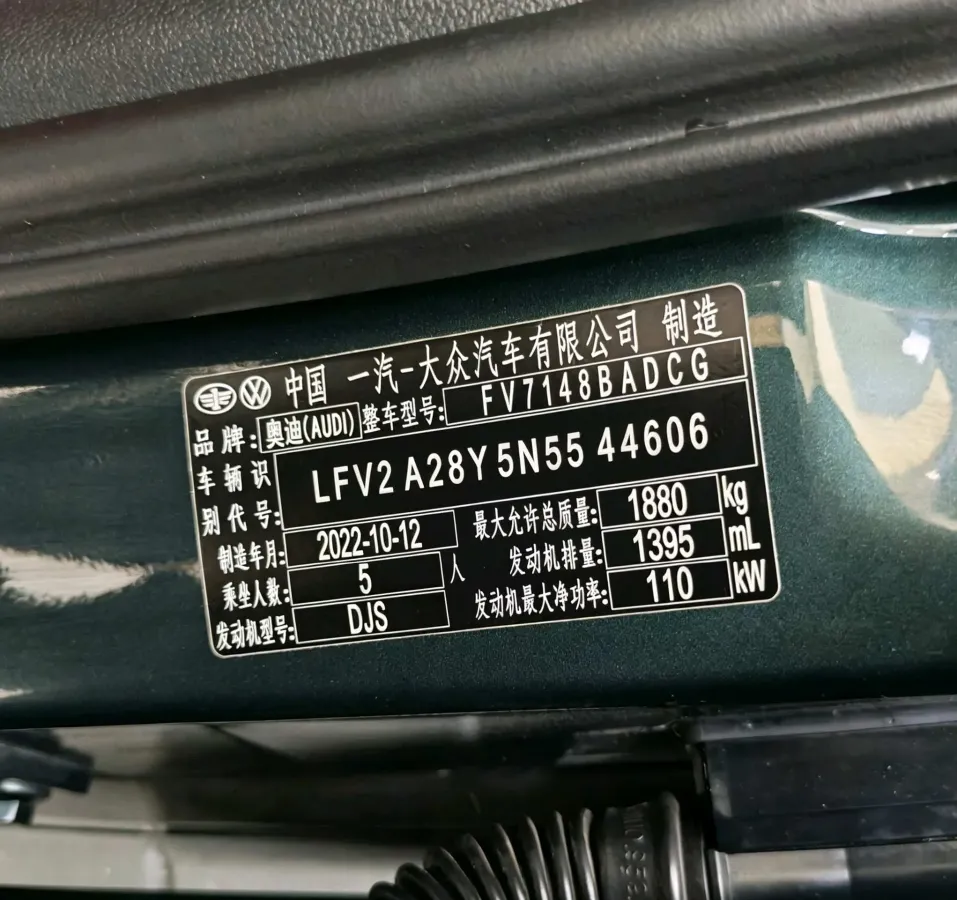 中国 一汽-大众汽车有限公司 制造
品牌: 奥迪(AUDI) 整车型号: FV7148BADCG
车辆识别代号: LFV2A28Y5N5544606
制造年月: 2022-10-12 最大允许总质量: 1880 kg
乘坐人数: 5 人 发动机排量: 1395 mL
发动机型号: DJS 发动机最大净功率: 110 kW